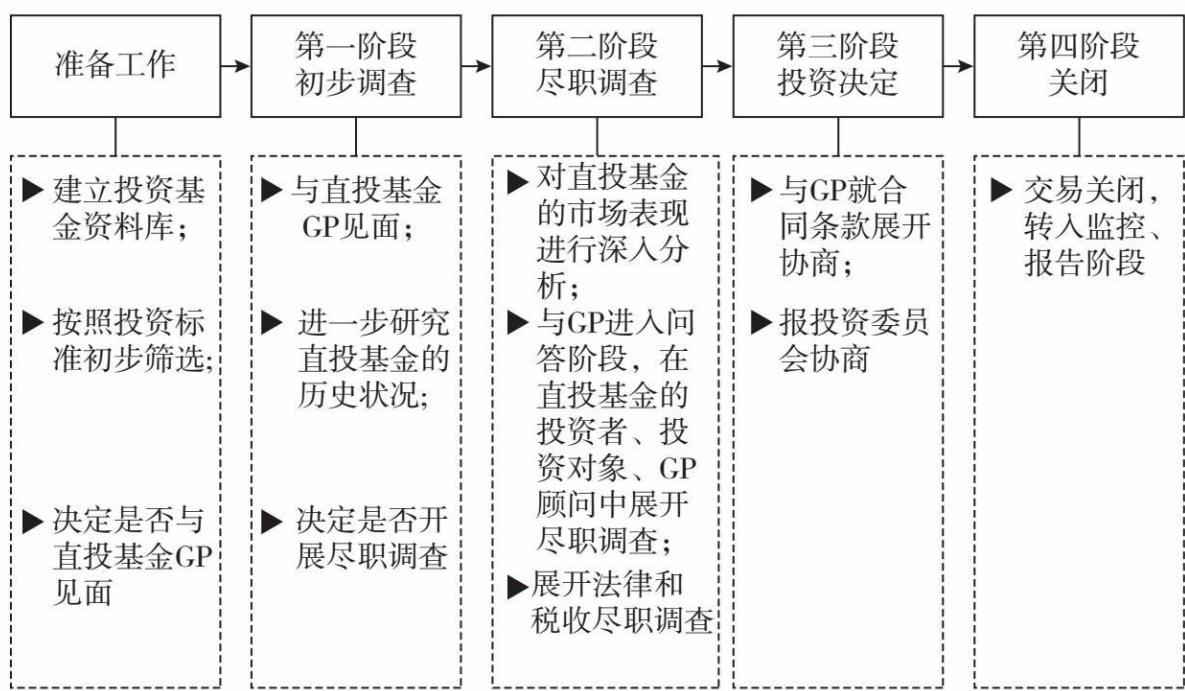 准备工作
第一阶段
初步调查
第二阶段
尽职调查
第三阶段
投资决定
第四阶段
关闭
▶ 建立投资基
金资料库；
▶ 按照投资标
准初步筛选;
▶ 决定是否与
直投基金GP
见面
▶ 与直投基金
GP见面；
▶ 进一步研究
直投基金的
历史状况;
▶ 决定是否开
展尽职调查
▶ 对直投基金
的市场表现
进行深入分
析；
▶ 与GP进入问
答阶段，在
直投基金的
投资者、投
资对象、GP
顾问中展开
尽职调查；
▶ 展开法律和
税收尽职调查
▶ 与GP就合
同条款展开
协商；
▶ 报投资委员
会协商
▶ 交易关闭，
转入监控、
报告阶段